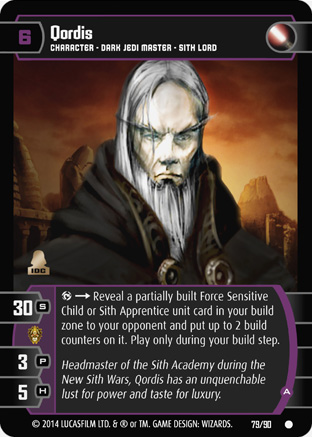 6
Qordis
CHARACTER - DARK JEDI MASTER - SITH LORD
IDC
30 S
3 P
5 H
Reveal a partially built Force Sensitive
Child or Sith Apprentice unit card in your build
zone to your opponent and put up to 2 build
counters on it. Play only during your build step.
Headmaster of the Sith Academy during the
New Sith Wars, Qordis has an unquenchable
lust for power and taste for luxury.
A
© 2014 LUCASFILM LTD. & ® or TM. GAME DESIGN: WIZARDS.
79/90